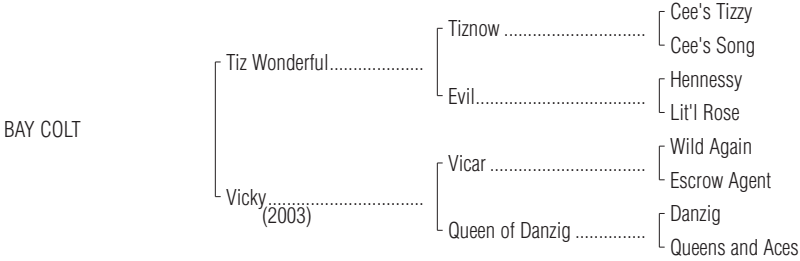 Cee's Tizzy
Tiznow ..............................
Cee's Song
Tiz Wonderful....................
Hennessy
Evil....................................
Lit'l Rose
BAY COLT
Wild Again
Vicar .................................
Escrow Agent
Vicky.................................
(2003)
Danzig
Queen of Danzig ...............
Queens and Aces